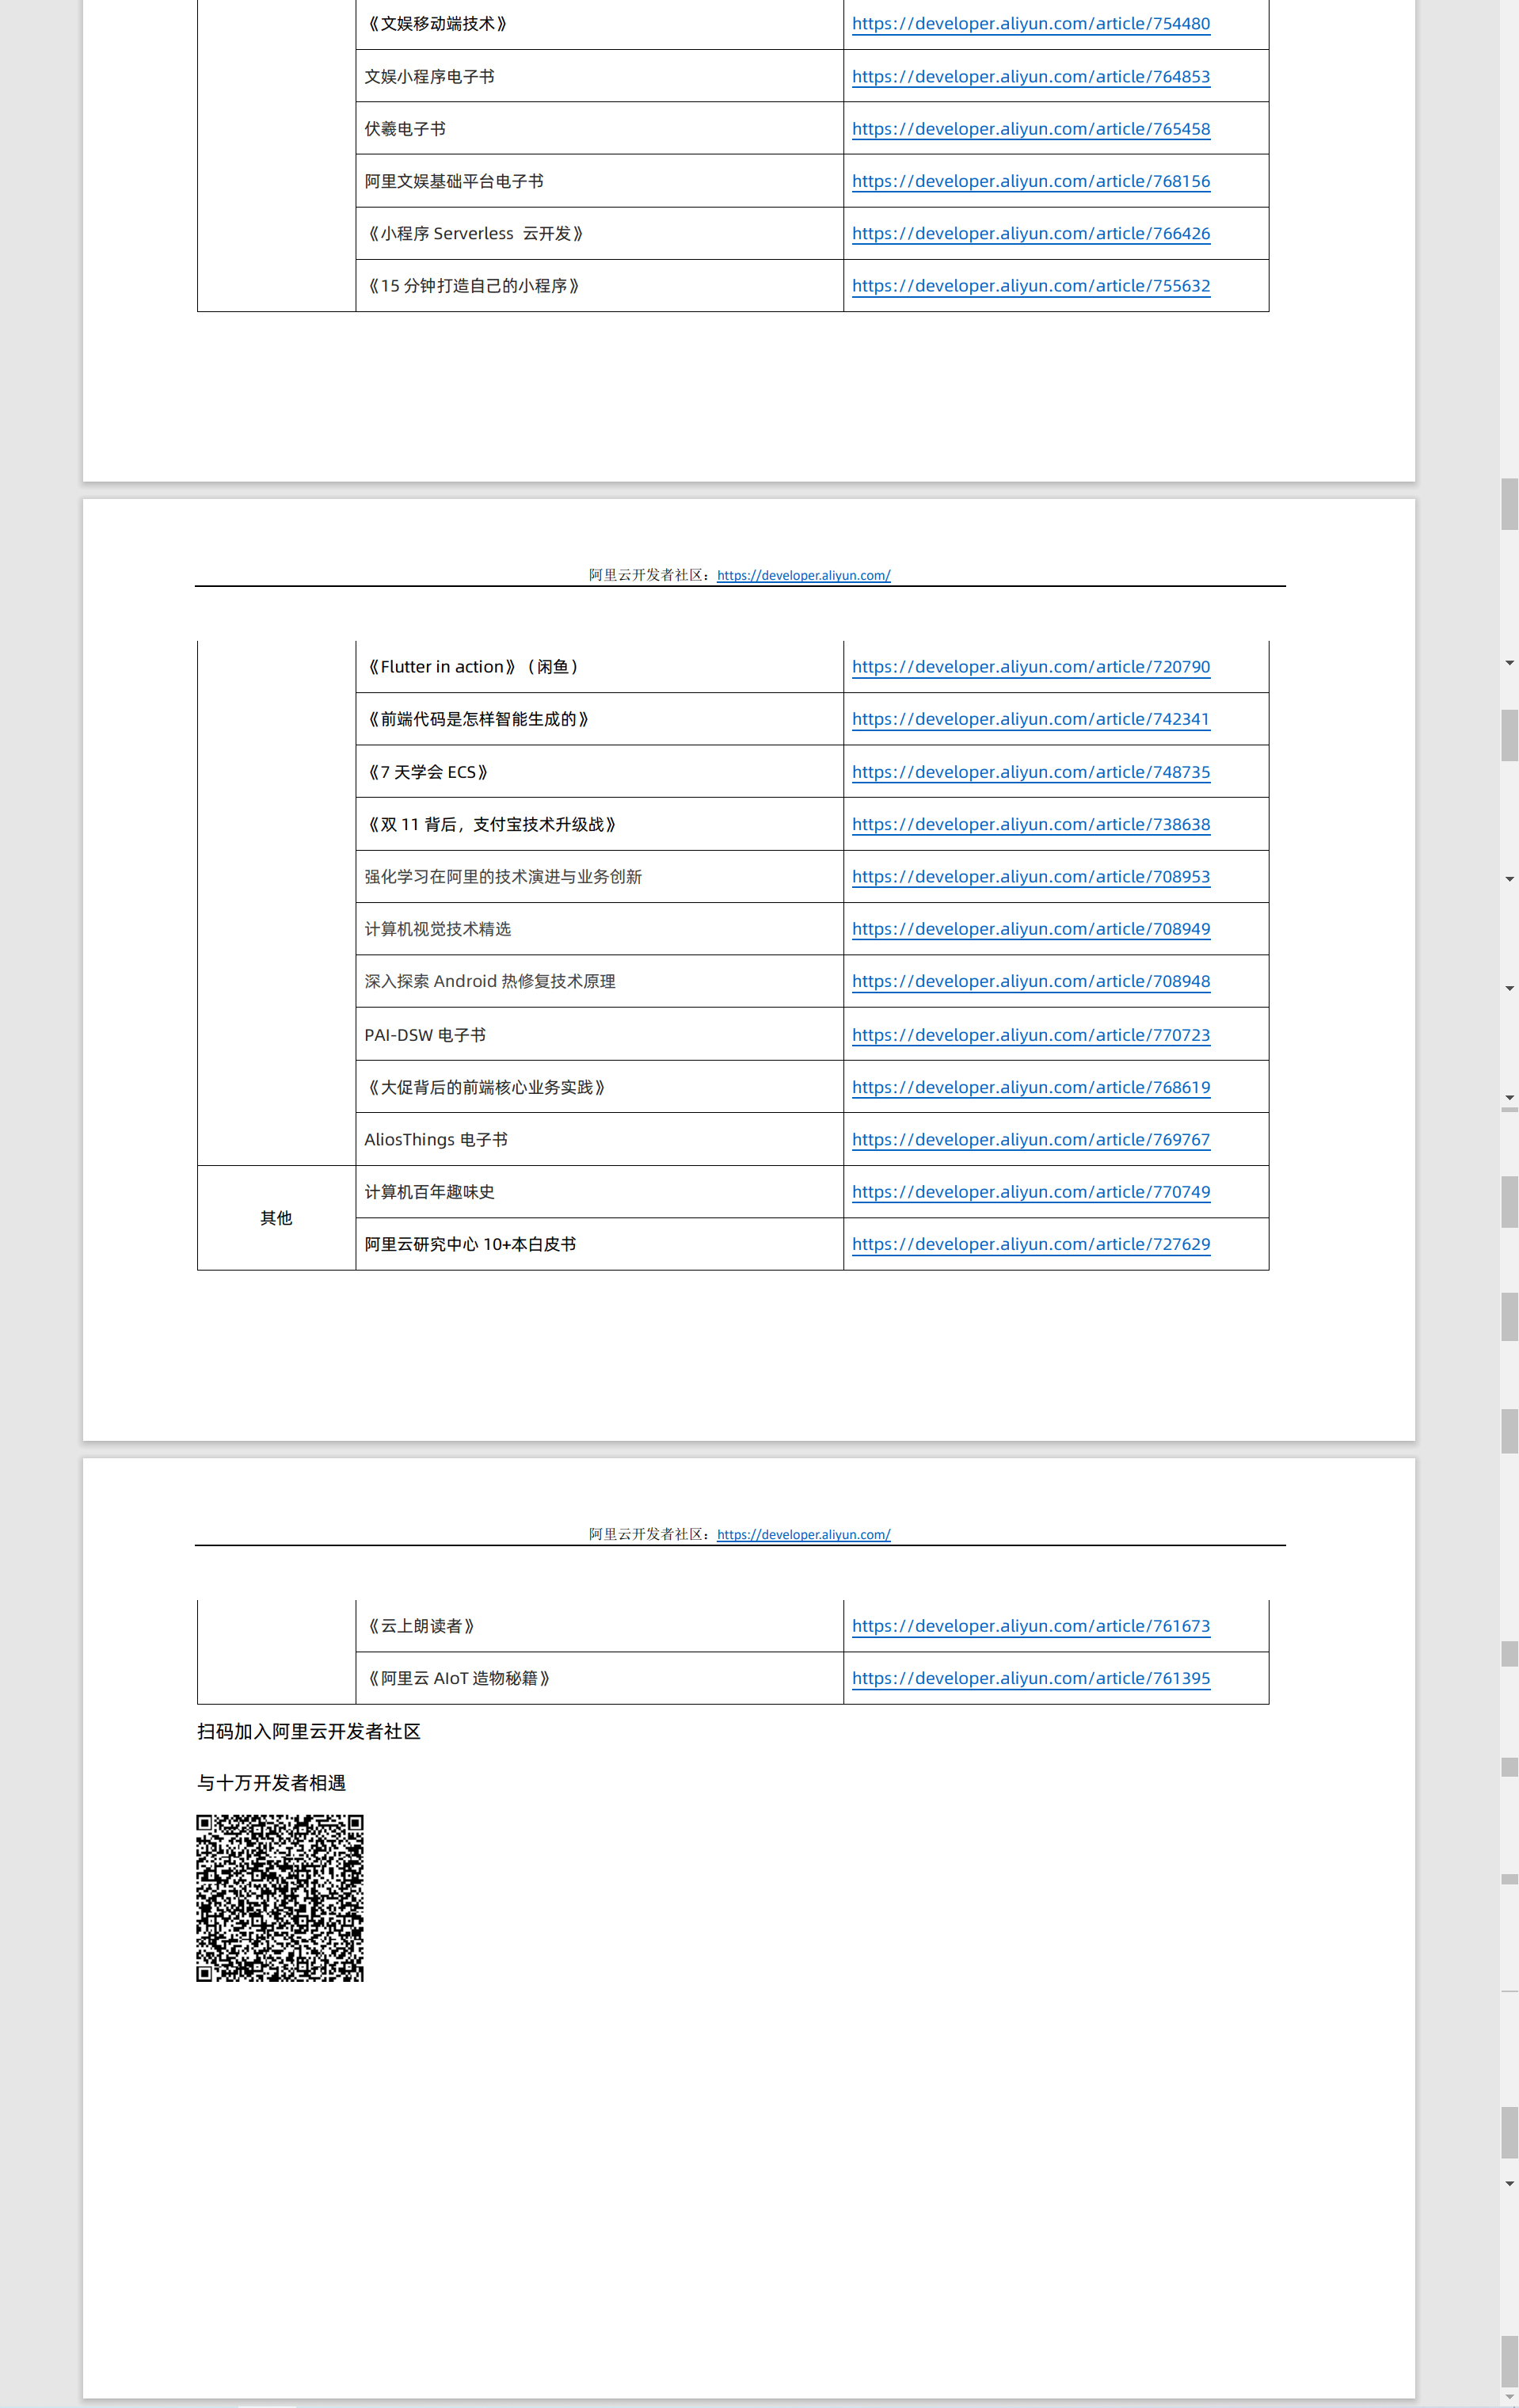 《文娱移动端技术》 https://developer.aliyun.com/article/754480
文娱小程序电子书 https://developer.aliyun.com/article/764853
伏羲电子书 https://developer.aliyun.com/article/765458
阿里文娱基础平台电子书 https://developer.aliyun.com/article/768156
《小程序 Serverless 云开发》 https://developer.aliyun.com/article/766426
《15 分钟打造自己的小程序》 https://developer.aliyun.com/article/755632
阿里云开发者社区：https://developer.aliyun.com/
《Flutter in action》（闲鱼） https://developer.aliyun.com/article/720790
《前端代码是怎样智能生成的》 https://developer.aliyun.com/article/742341
《7 天学会 ECS》 https://developer.aliyun.com/article/748735
《双 11 背后，支付宝技术升级战》 https://developer.aliyun.com/article/738638
强化学习在阿里的技术演进与业务创新 https://developer.aliyun.com/article/708953
计算机视觉技术精选 https://developer.aliyun.com/article/708949
深入探索 Android 热修复技术原理 https://developer.aliyun.com/article/708948
PAI-DSW 电子书 https://developer.aliyun.com/article/770723
《大促背后的前端核心业务实践》 https://developer.aliyun.com/article/768619
AliosThings 电子书 https://developer.aliyun.com/article/769767
其他
计算机百年趣味史 https://developer.aliyun.com/article/770749
阿里云研究中心 10+本白皮书 https://developer.aliyun.com/article/727629
阿里云开发者社区：https://developer.aliyun.com/
《云上朗读者》 https://developer.aliyun.com/article/761673
《阿里云 AIoT 造物秘籍》 https://developer.aliyun.com/article/761395
扫码加入阿里云开发者社区
与十万开发者相遇